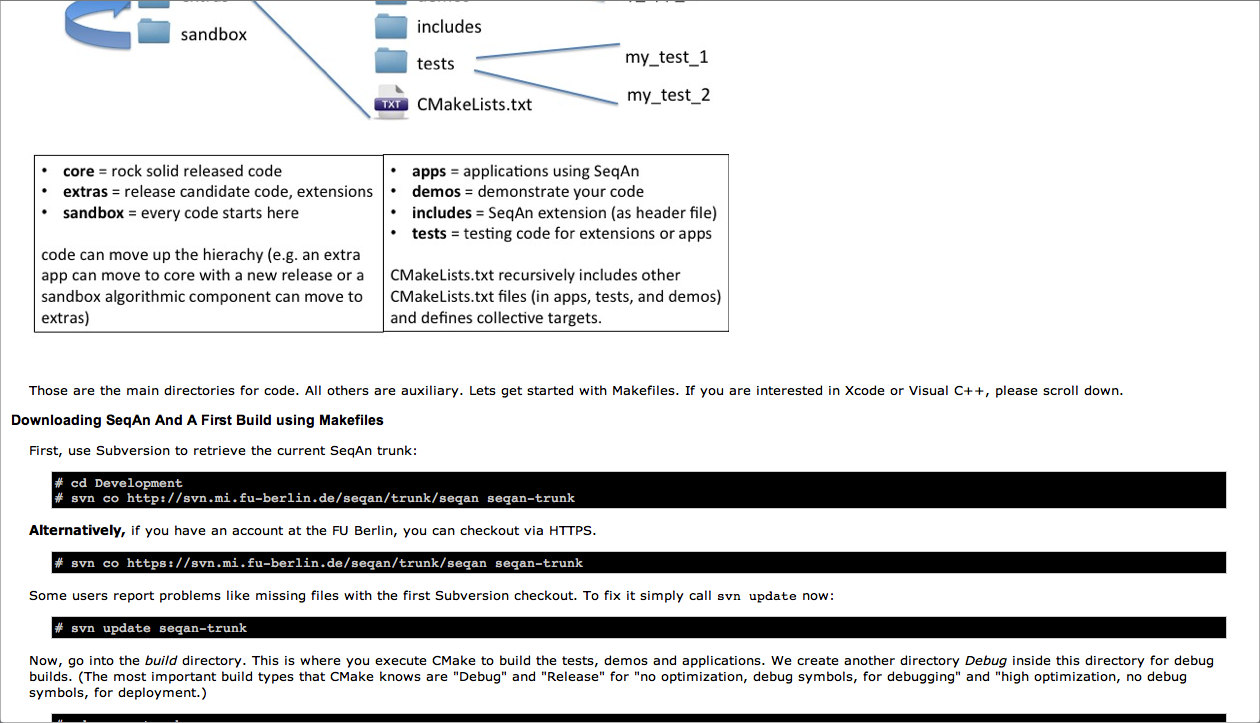 sandbox
includes
tests
my_test_1
my_test_2
TXT
CMakeLists.txt
• core = rock solid released code
• extras = release candidate code, extensions
• sandbox = every code starts here
code can move up the hierachy (e.g. an extra
app can move to core with a new release or a
sandbox algorithmic component can move to
extras)
• apps = applications using SeqAn
• demos = demonstrate your code
• includes = SeqAn extension (as header file)
• tests = testing code for extensions or apps
CMakeLists.txt recursively includes other
CMakeLists.txt files (in apps, tests, and demos)
and defines collective targets.
Those are the main directories for code. All others are auxiliary. Lets get started with Makefiles. If you are interested in Xcode or Visual C++, please scroll down.
Downloading SeqAn And A First Build using Makefiles
First, use Subversion to retrieve the current SeqAn trunk:
# cd Development
# svn co http://svn.mi.fu-berlin.de/seqan/trunk/seqan seqan-trunk
Alternatively, if you have an account at the FU Berlin, you can checkout via HTTPS.
# svn co https://svn.mi.fu-berlin.de/seqan/trunk/seqan seqan-trunk
Some users report problems like missing files with the first Subversion checkout. To fix it simply call svn update now:
# svn update seqan-trunk
Now, go into the build directory. This is where you execute CMake to build the tests, demos and applications. We create another directory Debug inside this directory for debug
builds. (The most important build types that CMake knows are "Debug" and "Release" for "no optimization, debug symbols, for debugging" and "high optimization, no debug
symbols, for deployment.)